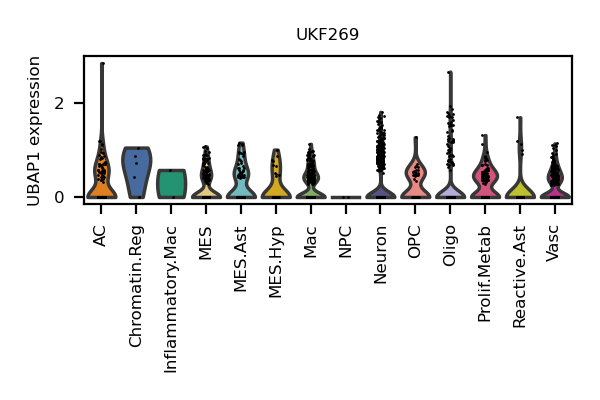 UKF269
UBAP1 expression
2
0
AC
Chromatin.Reg
Inflammatory.Mac
MES
MES.Ast
MES.Hyp
Mac
NPC
Neuron
OPC
Oligo
Prolif.Metab
Reactive.Ast
Vasc